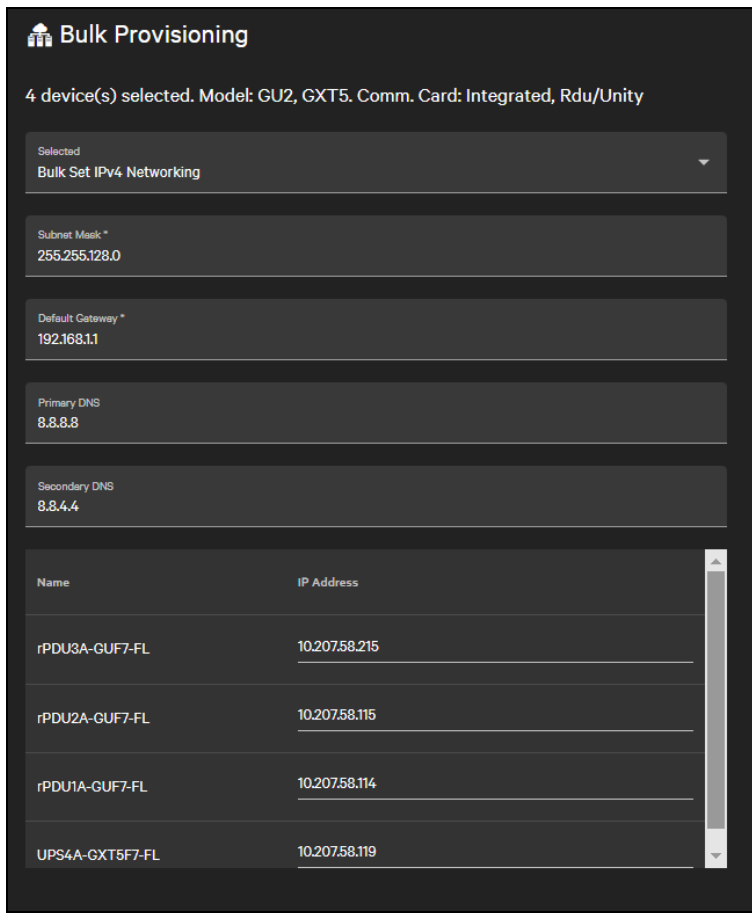 Bulk Provisioning
4 device(s) selected. Model: GU2, GXT5. Comm. Card: Integrated, Rdu/Unity
Selected
Bulk Set IPv4 Networking
Subnet Mask *
255.255.128.0
Default Gateway *
192.168.1.1
Primary DNS
8.8.8.8
Secondary DNS
8.8.4.4
Name IP Address
rPDU3A-GUF7-FL 10.207.58.215
rPDU2A-GUF7-FL 10.207.58.115
rPDU1A-GUF7-FL 10.207.58.114
UPS4A-GXT5F7-FL 10.207.58.119